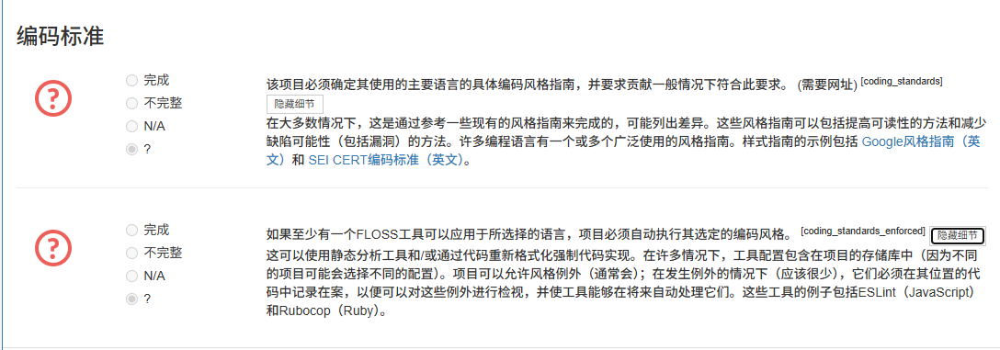 编码标准
完成
不完整
N/A
?
该项目必须确定其使用的主要语言的具体编码风格指南，并要求贡献一般情况下符合此要求。 (需要网址) [coding_standards]
隐藏细节
在大多数情况下，这是通过参考一些现有的风格指南来完成的，可能列出差异。这些风格指南可以包括提高可读性的方法和减少
缺陷可能性（包括漏洞）的方法。许多编程语言有一个或多个广泛使用的风格指南。样式指南的示例包括 Google风格指南（英
文）和 SEI CERT编码标准（英文）。
完成
不完整
N/A
?
如果至少有一个FLOSS工具可以应用于所选择的语言，项目必须自动执行其选定的编码风格。 [coding_standards_enforced] 隐藏细节
这可以使用静态分析工具和/或通过代码重新格式化强制代码实现。在许多情况下，工具配置包含在项目的存储库中（因为不同
的项目可能会选择不同的配置）。项目可以允许风格例外（通常会）；在发生例外的情况下（应该很少），它们必须在其位置的代
码中记录在案，以便可以对这些例外进行检视，并使工具能够在将来自动处理它们。这些工具的例子包括ESLint（JavaScript）
和Rubocop（Ruby）。